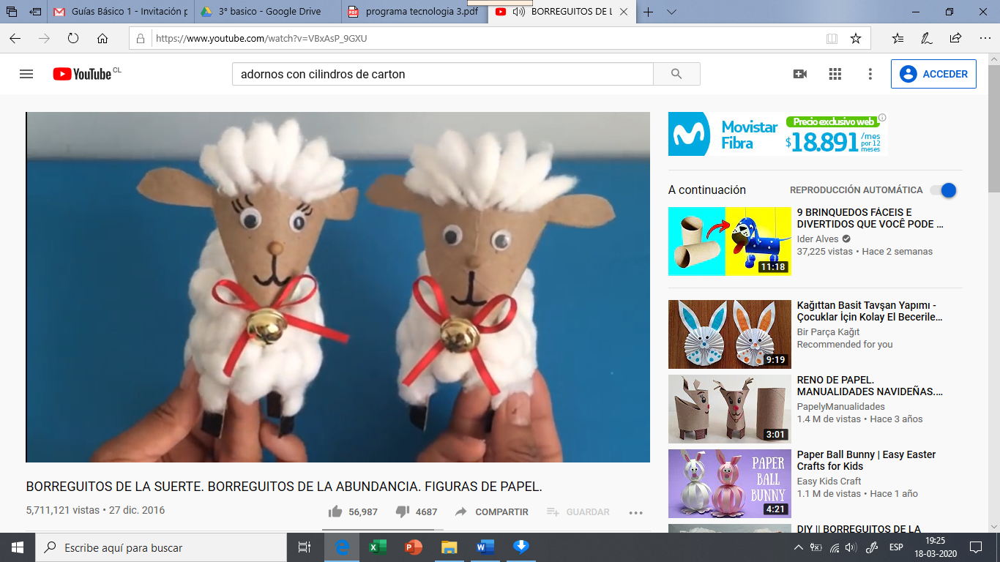 Guías Básico 1 - Invitación p
3° basico - Google Drive
programa tecnologia 3.pdf
BORREGUITOS DE L
https://www.youtube.com/watch?v=VBxAsP_9GXU
YouTube CL
adornos con cilindros de carton
ACCEDER
Movistar
Fibra
Precio exclusivo web
$18.891 /mes
por 12
meses
A continuación
REPRODUCCIÓN AUTOMÁTICA
9 BRINQUEDOS FÁCEIS E
DIVERTIDOS QUE VOCÊ PODE ...
Ider Alves
37,225 vistas • Hace 2 semanas
11:18
Kağıttan Basit Tavşan Yapımı -
Çocuklar İçin Kolay El Becerile...
Bir Parça Kağıt
Recommended for you
9:19
RENO DE PAPEL.
MANUALIDADES NAVIDEÑAS....
PapelyManualidades
1.4 M de vistas • Hace 3 años
3:01
PAPER
BALL
BUNNY
4:21
Paper Ball Bunny | Easy Easter
Crafts for Kids
Easy Kids Craft
1.1 M de vistas • Hace 1 año
DIY || BORREGUITOS DE LA
BORREGUITOS DE LA SUERTE. BORREGUITOS DE LA ABUNDANCIA. FIGURAS DE PAPEL.
5,711,121 vistas • 27 dic. 2016
56,987
4687
COMPARTIR
GUARDAR
Escribe aquí para buscar
ESP
19:25
18-03-2020